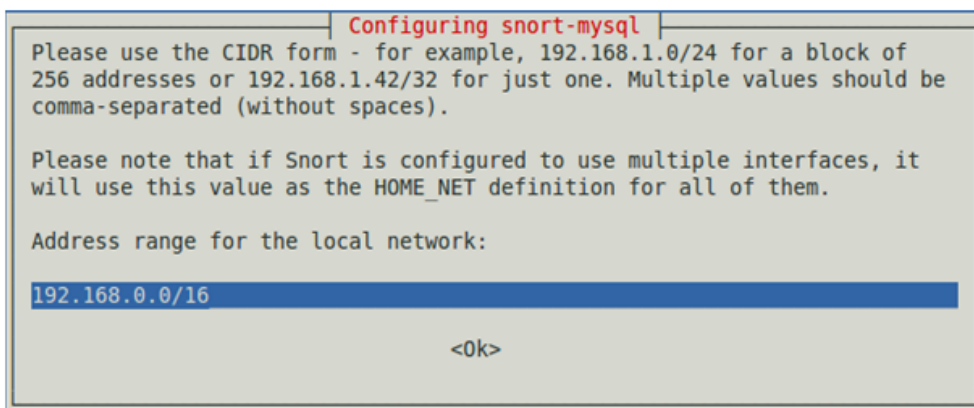 Configuring snort-mysql
Please use the CIDR form - for example, 192.168.1.0/24 for a block of
256 addresses or 192.168.1.42/32 for just one. Multiple values should be
comma-separated (without spaces).
Please note that if Snort is configured to use multiple interfaces, it
will use this value as the HOME_NET definition for all of them.
Address range for the local network:
192.168.0.0/16
<Ok>